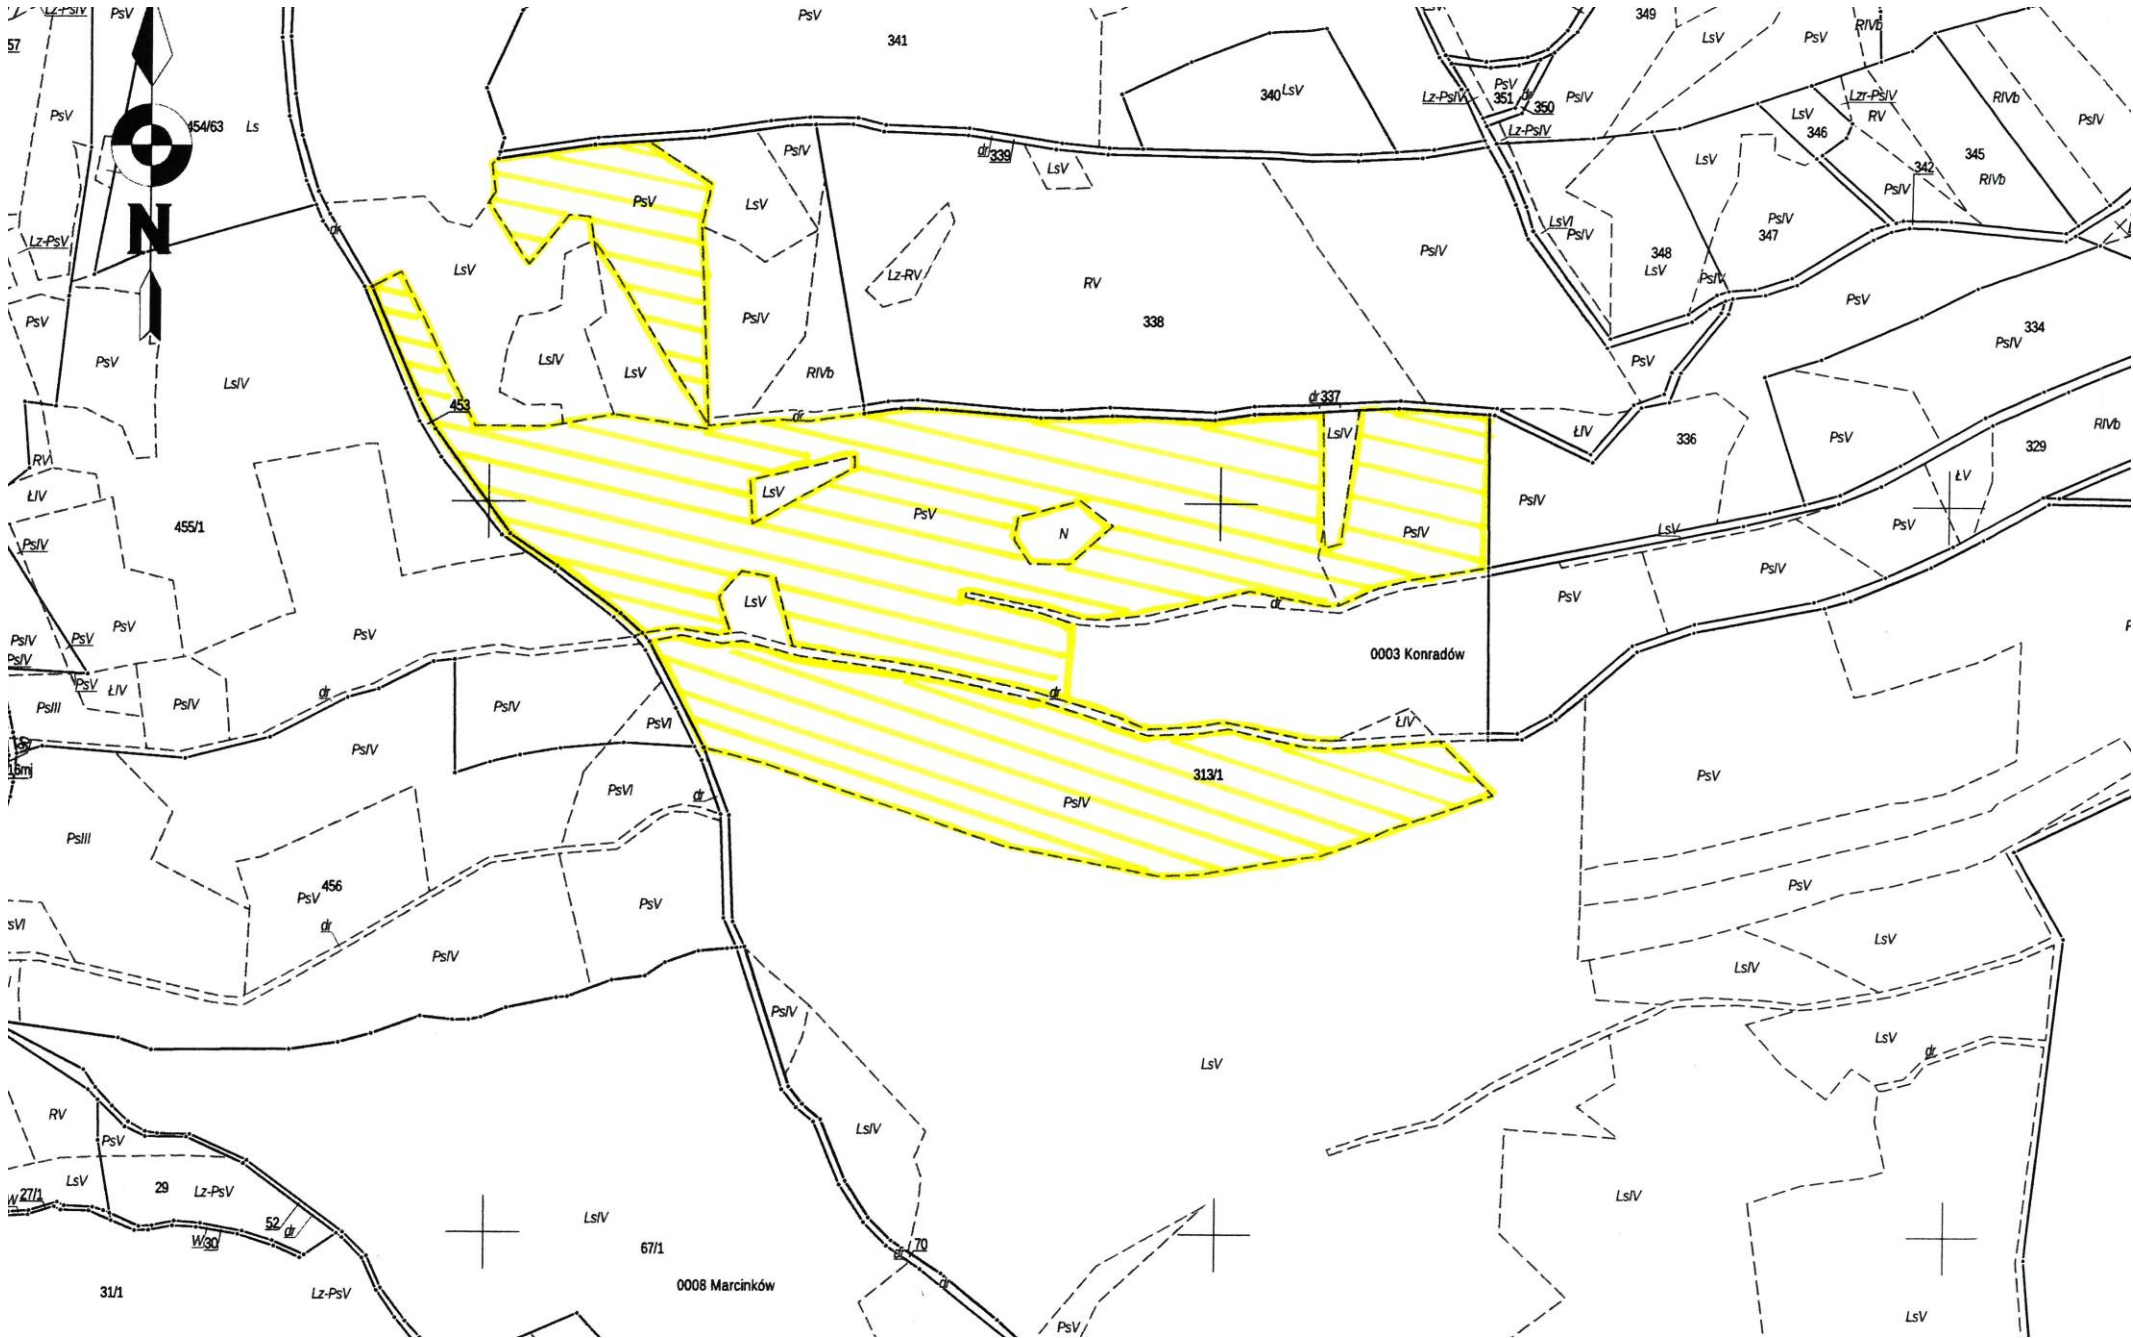 Lz-PsIV
PsV
PsV
341
349
LsV
PsV
RIVb
57
PsV
454/63
Ls
340
LsV
Lz-PsIV
PsV
351
dr
350
PsIV
Lz-PsIV
LsV
346
Lzr-PsIV
RV
RIVb
PsIV
345
342
RIVb
PsIV
dr
339
LsV
PsIV
LsV
PsV
N
Lz-PsV
dr
LsV
Lz-RV
RV
338
PsIV
LsVI
PsIV
348
LsV
LsV
PsIV
347
PsIV
PsV
334
PsIV
PsV
PsV
LsIV
LsIV
LsV
PsIV
RIVb
PsV
453
dr
dr
337
LsIV
ŁIV
336
PsV
329
RIVb
RV
ŁIV
455/1
PsIV
LsV
PsV
N
PsIV
PsIV
LsV
PsV
ŁV
PsIV
PsV
LsV
dr
PsV
PsV
PsIV
PsV
PsIV
0003 Konradów
PsV
ŁIV
PsIV
PsIII
dr
PsIV
PsVI
dr
ŁIV
PsIV
PsVI
dr
313/1
PsIV
PsV
16mj
PsIII
PsV
456
dr
PsV
PsIV
sVI
PsV
LsV
LsIV
PsIV
LsV
LsV
dr
RV
PsV
LsIV
LsV
27/1
W
29
Lz-PsV
52
dr
W
30
LsIV
67/1
LsIV
dr
70
dr
0008 Marcinków
31/1
Lz-PsV
PsV
LsV